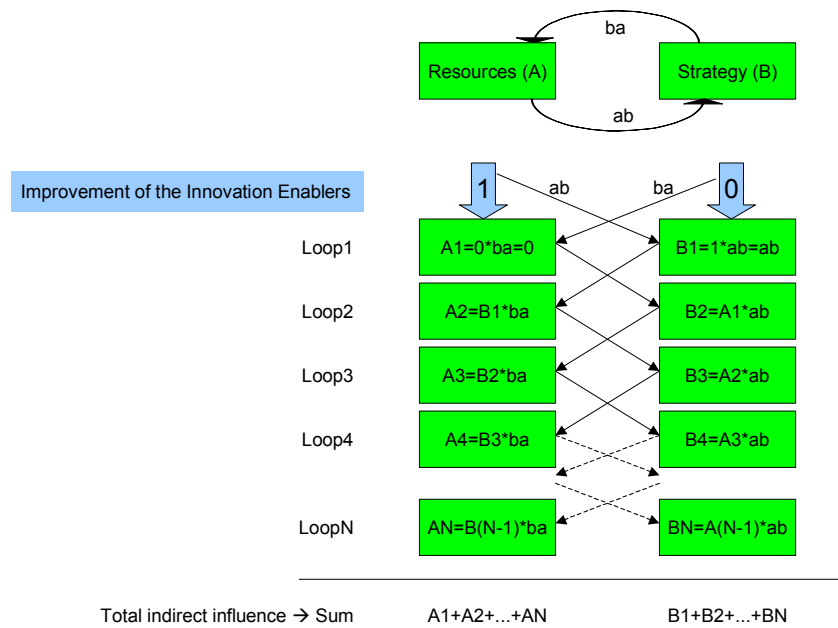 ba
Resources (A)
Strategy (B)
ab
Improvement of the Innovation Enablers
1
ab
ba
0
Loop1
A1=0*ba=0
B1=1*ab=ab
Loop2
A2=B1*ba
B2=A1*ab
Loop3
A3=B2*ba
B3=A2*ab
Loop4
A4=B3*ba
B4=A3*ab
LoopN
AN=B(N-1)*ba
BN=A(N-1)*ab
Total indirect influence → Sum
A1+A2+...+AN
B1+B2+...+BN